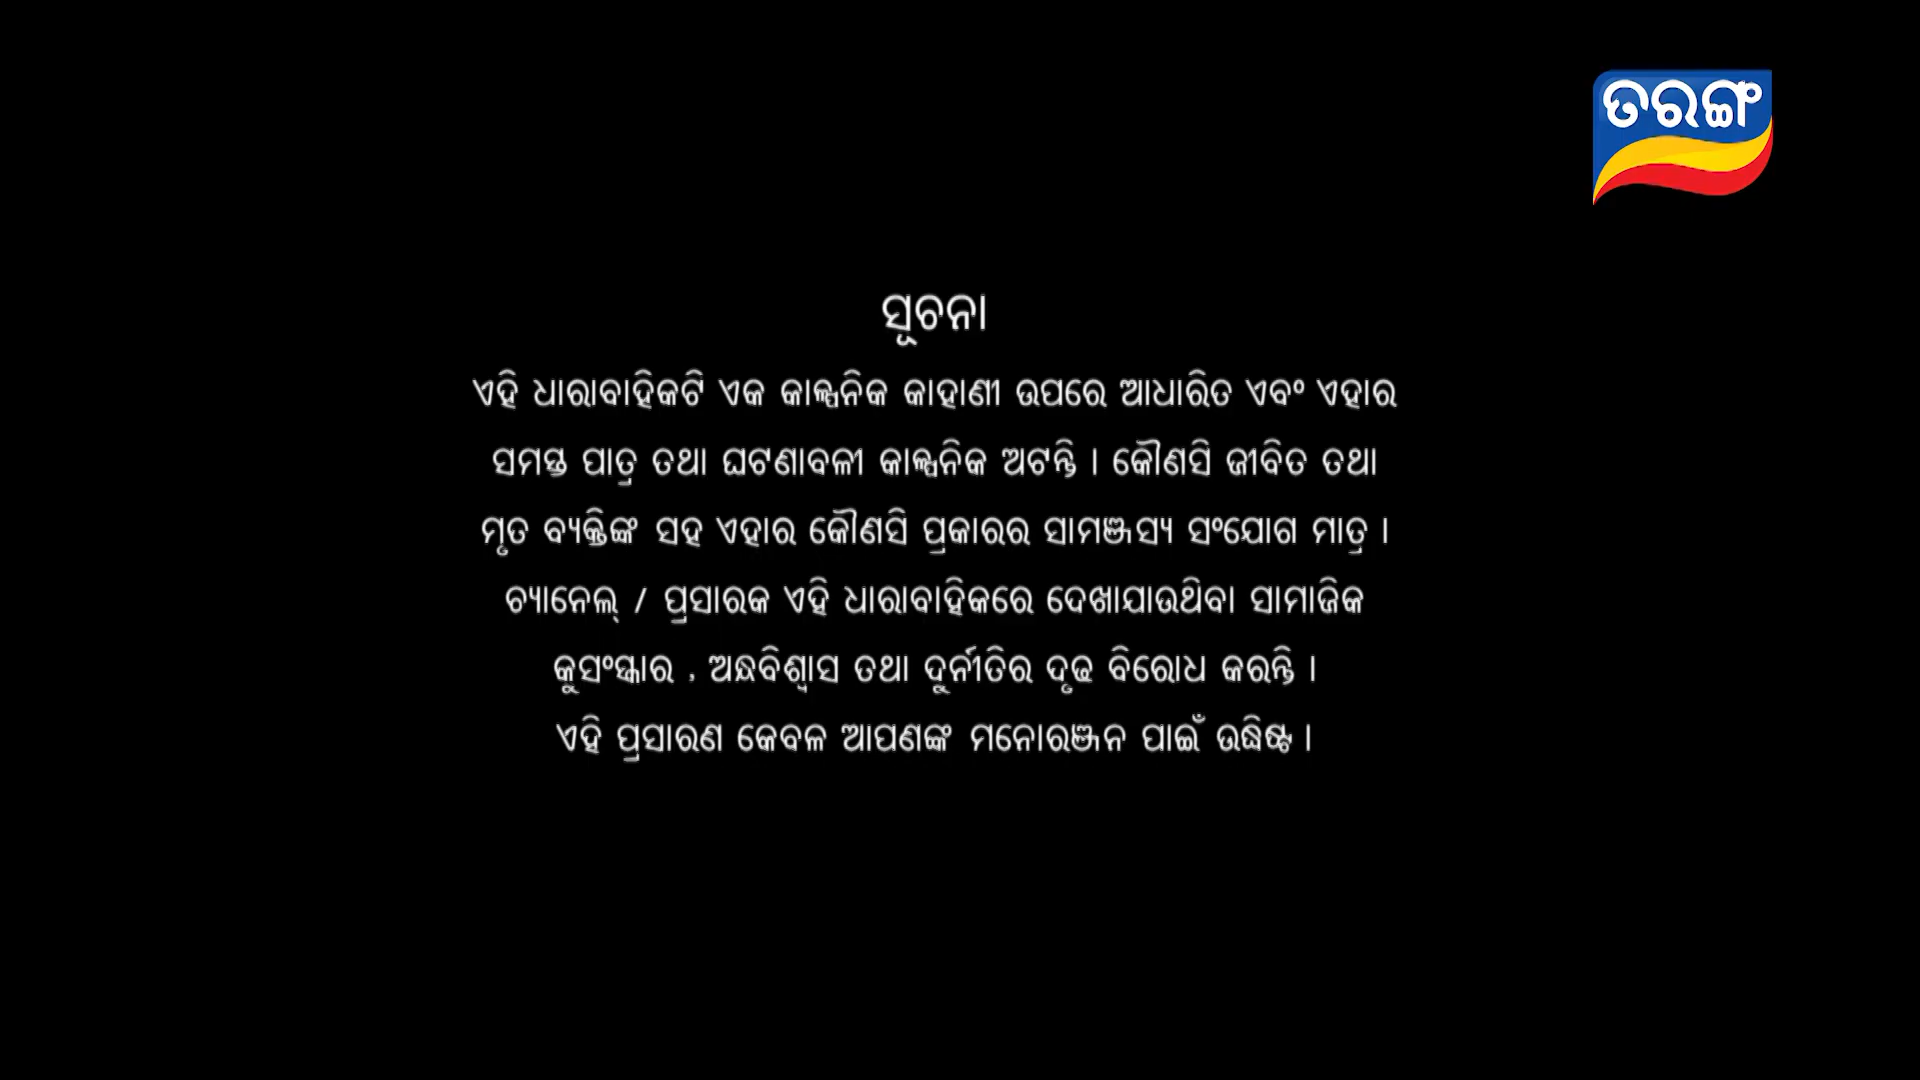 ତରଙ୍ଗ
ସୂଚନା
ଏହି ଧାରାବାହିକଟି ଏକ କାଳ୍ପନିକ କାହାଣୀ ଉପରେ ଆଧାରିତ ଏବଂ ଏହାର
ସମସ୍ତ ପାତ୍ର ତଥା ଘଟଣାବଳୀ କାଳ୍ପନିକ ଅଟନ୍ତି । କୌଣସି ଜୀବିତ ତଥା
ମୃତ ବ୍ୟକ୍ତିଙ୍କ ସହ ଏହାର କୌଣସି ପ୍ରକାରର ସାମଞ୍ଜସ୍ୟ ସଂଯୋଗ ମାତ୍ର ।
ଚ୍ୟାନେଲ୍ / ପ୍ରସାରକ ଏହି ଧାରାବାହିକରେ ଦେଖାଯାଉଥିବା ସାମାଜିକ
କୁସଂସ୍କାର , ଅନ୍ଧବିଶ୍ୱାସ ତଥା ଦୁର୍ନୀତିର ଦୃଢ ବିରୋଧ କରନ୍ତି ।
ଏହି ପ୍ରସାରଣ କେବଳ ଆପଣଙ୍କ ମନୋରଞ୍ଜନ ପାଇଁ ଉଦ୍ଧିଷ୍ଟ ।